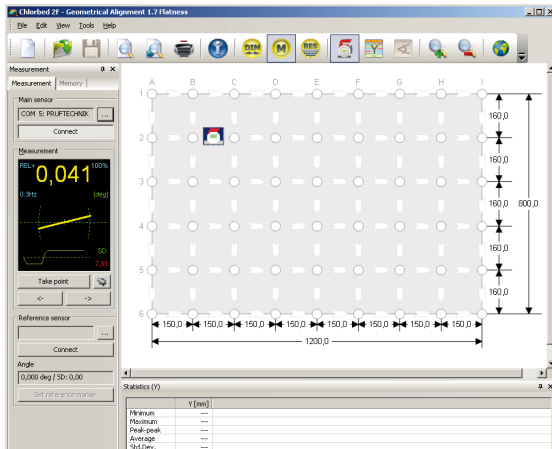 Chlorbed 2F - Geometrical Alignment 1.7 Flatness
File Edit View Tools Help
DIM M RES
Measurement
Measurement Memory
Main sensor
COM 5: PRUFTECHNIK ...
Connect
Measurement
REL+ 100%
0,041
0.3Hz [deg]
SD
7,91
Take point
<- ->
Reference sensor
...
Connect
Angle
0,000 deg / SD: 0,00
Set reference marker
A B C D E F G H I
1
2
3
4
5
6
160,0
160,0
160,0 800,0
160,0
160,0
150,0 150,0 150,0 150,0 150,0 150,0 150,0 150,0
1200,0
Statistics (Y)
Y [mm]
Minimum ---
Maximum ---
Peak-peak ---
Average ---
Std.Dev. ---